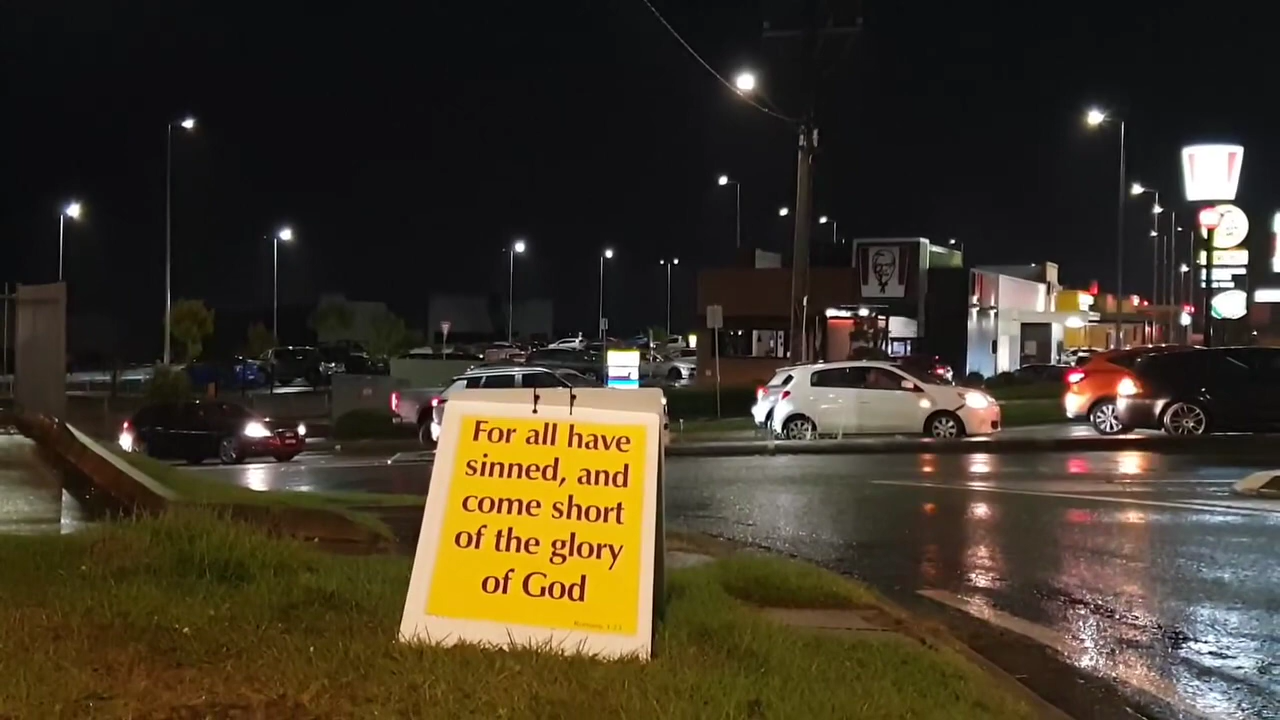 For all have
sinned, and
come short
of the glory
of God